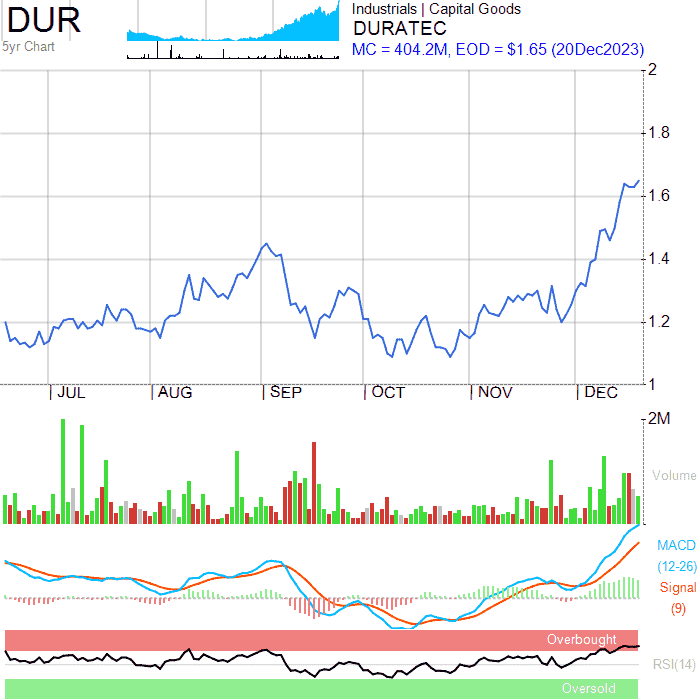 DUR
5yr Chart
Industrials | Capital Goods
DURATEC
MC = 404.2M, EOD = $1.65 (20Dec2023)
2
1.8
1.6
1.4
1.2
1
JUL AUG SEP OCT NOV DEC
2M
Volume
MACD
(12-26)
Signal
(9)
Overbought
RSI(14)
Oversold